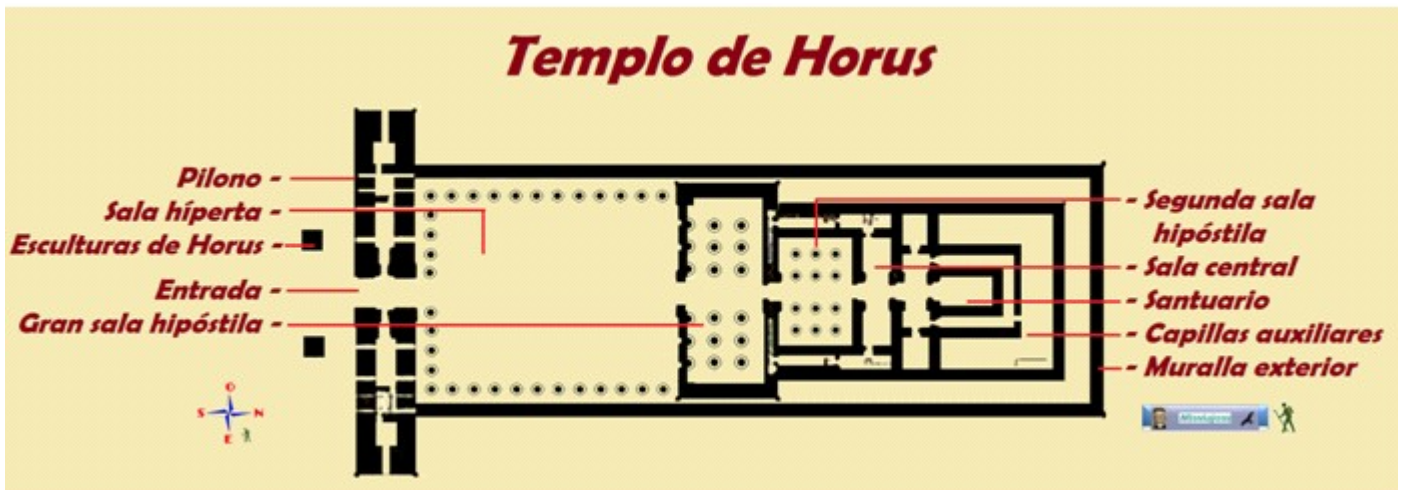 Templo de Horus
Pilono -
Sala híperta -
Esculturas de Horus -
Entrada -
Gran sala hipóstila -
- Segunda sala
hipóstila
- Sala central
- Santuario
- Capillas auxiliares
- Muralla exterior
O
S N
E